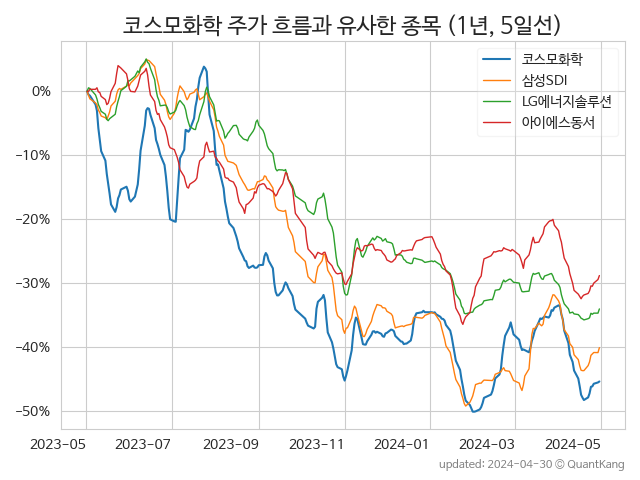 코스모화학 주가 흐름과 유사한 종목 (1년, 5일선)
코스모화학
삼성SDI
LG에너지솔루션
아이에스동서
0%
−10%
−20%
−30%
−40%
−50%
2023-05 2023-07 2023-09 2023-11 2024-01 2024-03 2024-05
updated: 2024-04-30 © QuantKang